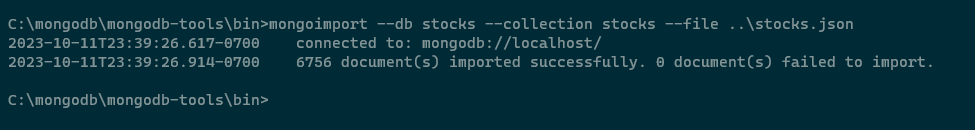 C:\mongodb\mongodb-tools\bin>mongoimport --db stocks --collection stocks --file ..\stocks.json
2023-10-11T23:39:26.617-0700    connected to: mongodb://localhost/
2023-10-11T23:39:26.914-0700    6756 document(s) imported successfully. 0 document(s) failed to import.
C:\mongodb\mongodb-tools\bin>